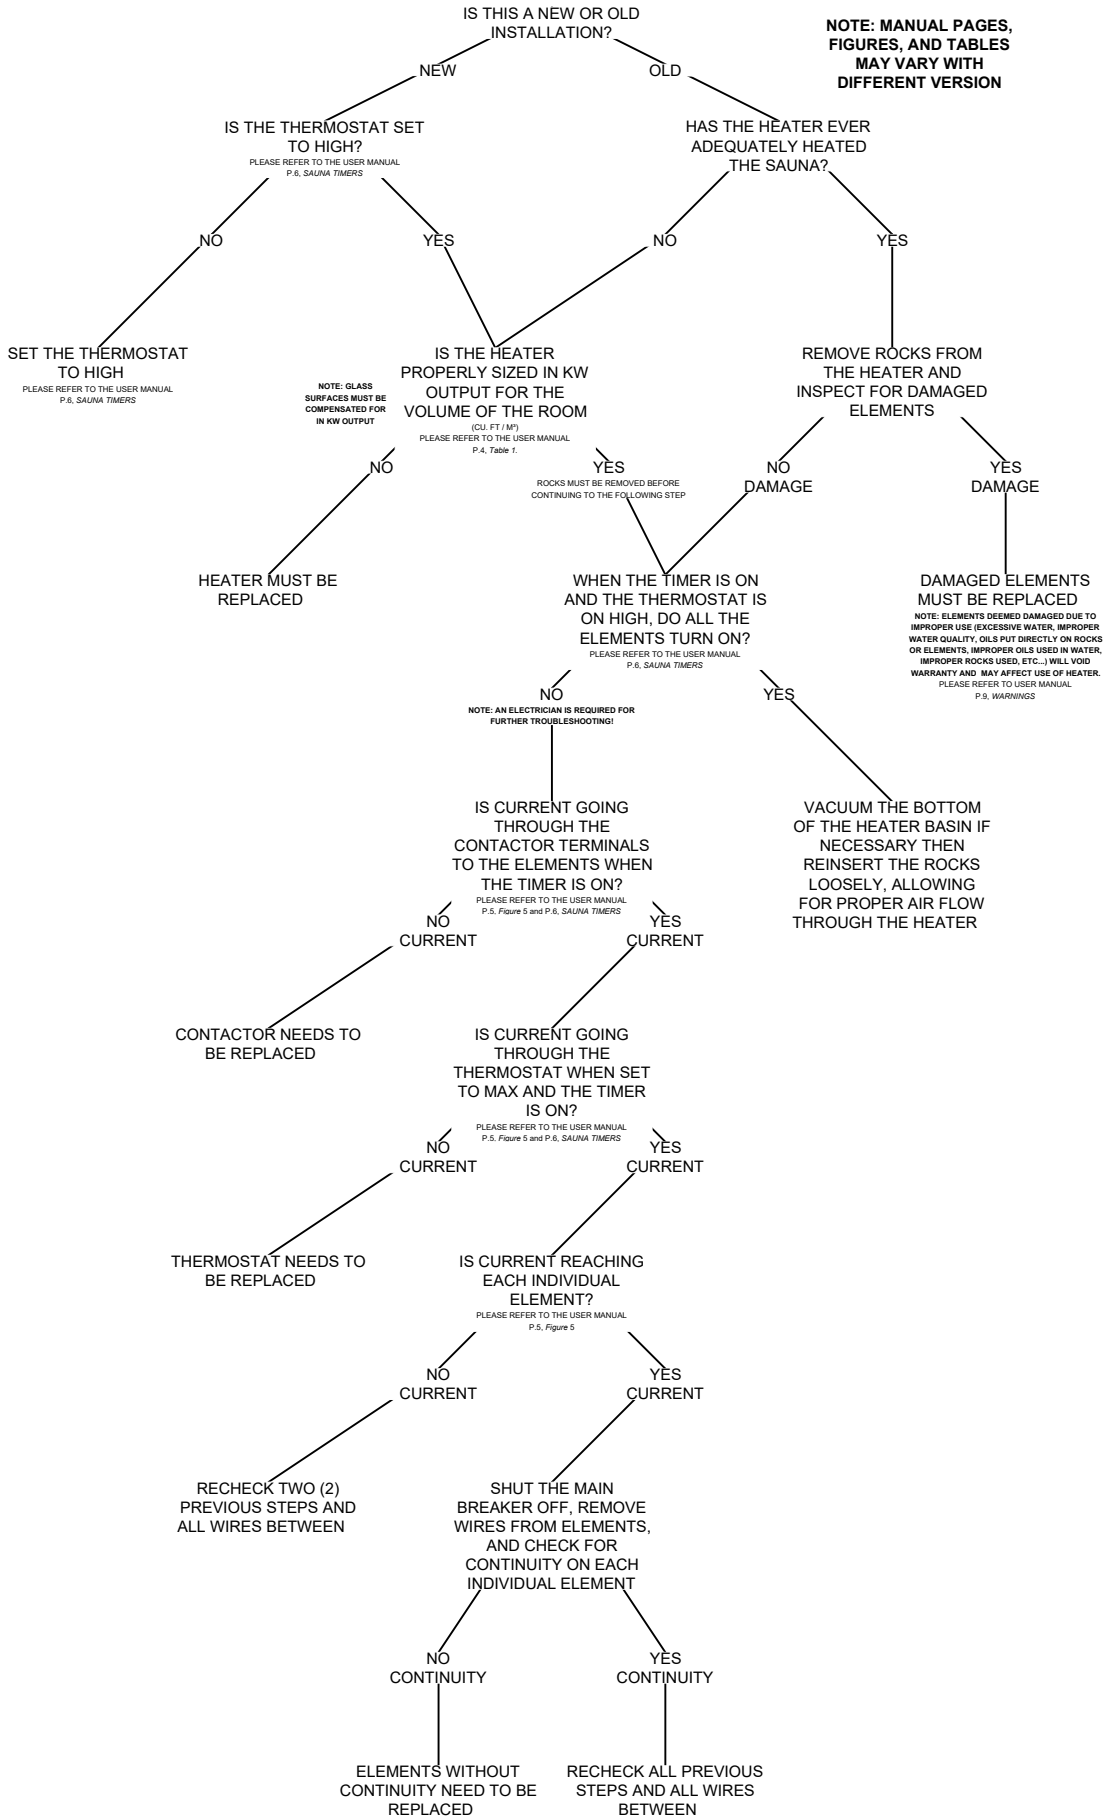 IS THIS A NEW OR OLD
INSTALLATION?
NOTE: MANUAL PAGES,
FIGURES, AND TABLES
MAY VARY WITH
DIFFERENT VERSION
NEW
OLD
IS THE THERMOSTAT SET
TO HIGH?
PLEASE REFER TO THE USER MANUAL
P.6, SAUNA TIMERS
HAS THE HEATER EVER
ADEQUATELY HEATED
THE SAUNA?
NO
YES
NO
YES
SET THE THERMOSTAT
TO HIGH
PLEASE REFER TO THE USER MANUAL
P.6, SAUNA TIMERS
NOTE: GLASS
SURFACES MUST BE
COMPENSATED FOR
IN KW OUTPUT
IS THE HEATER
PROPERLY SIZED IN KW
OUTPUT FOR THE
VOLUME OF THE ROOM
(CU. FT / M³)
PLEASE REFER TO THE USER MANUAL
P.4, Table 1.
REMOVE ROCKS FROM
THE HEATER AND
INSPECT FOR DAMAGED
ELEMENTS
NO
YES
ROCKS MUST BE REMOVED BEFORE
CONTINUING TO THE FOLLOWING STEP
NO
DAMAGE
YES
DAMAGE
HEATER MUST BE
REPLACED
WHEN THE TIMER IS ON
AND THE THERMOSTAT IS
ON HIGH, DO ALL THE
ELEMENTS TURN ON?
PLEASE REFER TO THE USER MANUAL
P.6, SAUNA TIMERS
DAMAGED ELEMENTS
MUST BE REPLACED
NOTE: ELEMENTS DEEMED DAMAGED DUE TO
IMPROPER USE (EXCESSIVE WATER, IMPROPER
WATER QUALITY, OILS PUT DIRECTLY ON ROCKS
OR ELEMENTS, IMPROPER OILS USED IN WATER,
IMPROPER ROCKS USED, ETC...) WILL VOID
WARRANTY AND MAY AFFECT USE OF HEATER.
PLEASE REFER TO USER MANUAL
P.9, WARNINGS
NO
NOTE: AN ELECTRICIAN IS REQUIRED FOR
FURTHER TROUBLESHOOTING!
YES
IS CURRENT GOING
THROUGH THE
CONTACTOR TERMINALS
TO THE ELEMENTS WHEN
THE TIMER IS ON?
PLEASE REFER TO THE USER MANUAL
P.5, Figure 5 and P.6, SAUNA TIMERS
VACUUM THE BOTTOM
OF THE HEATER BASIN IF
NECESSARY THEN
REINSERT THE ROCKS
LOOSELY, ALLOWING
FOR PROPER AIR FLOW
THROUGH THE HEATER
NO
CURRENT
YES
CURRENT
CONTACTOR NEEDS TO
BE REPLACED
IS CURRENT GOING
THROUGH THE
THERMOSTAT WHEN SET
TO MAX AND THE TIMER
IS ON?
PLEASE REFER TO THE USER MANUAL
P.5, Figure 5 and P.6, SAUNA TIMERS
NO
CURRENT
YES
CURRENT
THERMOSTAT NEEDS TO
BE REPLACED
IS CURRENT REACHING
EACH INDIVIDUAL
ELEMENT?
PLEASE REFER TO THE USER MANUAL
P.5, Figure 5
NO
CURRENT
YES
CURRENT
RECHECK TWO (2)
PREVIOUS STEPS AND
ALL WIRES BETWEEN
SHUT THE MAIN
BREAKER OFF, REMOVE
WIRES FROM ELEMENTS,
AND CHECK FOR
CONTINUITY ON EACH
INDIVIDUAL ELEMENT
NO
CONTINUITY
YES
CONTINUITY
ELEMENTS WITHOUT
CONTINUITY NEED TO BE
REPLACED
RECHECK ALL PREVIOUS
STEPS AND ALL WIRES
BETWEEN